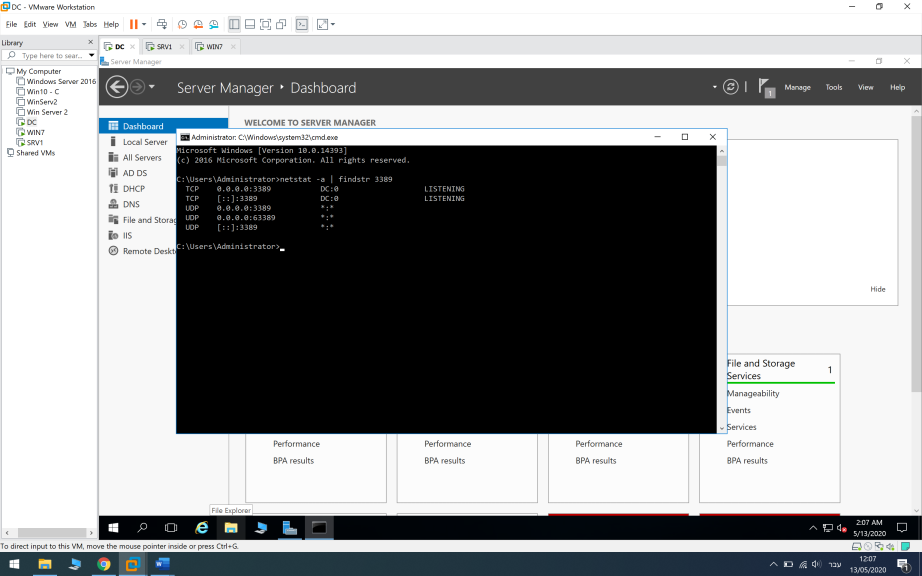 DC - VMware Workstation
File Edit View VM Tabs Help
Library
Type here to sear...
My Computer
Windows Server 2016
Win10 - C
WinServ2
Win Server 2
DC
WIN7
SRV1
Shared VMs
DC SRV1 WIN7
Server Manager
Server Manager Dashboard
1
Manage Tools View Help
Dashboard
Local Server
All Servers
AD DS
DHCP
DNS
File and Storag
IIS
Remote Deskt
WELCOME TO SERVER MANAGER
Administrator: C:\Windows\system32\cmd.exe
Microsoft Windows [Version 10.0.14393]
(c) 2016 Microsoft Corporation. All rights reserved.
C:\Users\Administrator>netstat -a | findstr 3389
TCP 0.0.0.0:3389 DC:0 LISTENING
TCP [::]:3389 DC:0 LISTENING
UDP 0.0.0.0:3389 *:*
UDP 0.0.0.0:63389 *:*
UDP [::]:3389 *:*
C:\Users\Administrator>
Hide
File and Storage
Services 1
Manageability
Events
Services
Performance Performance Performance Performance
BPA results BPA results BPA results BPA results
File Explorer
2:07 AM
5/13/2020
To direct input to this VM, move the mouse pointer inside or press Ctrl+G.
עבר
12:07
13/05/2020
1